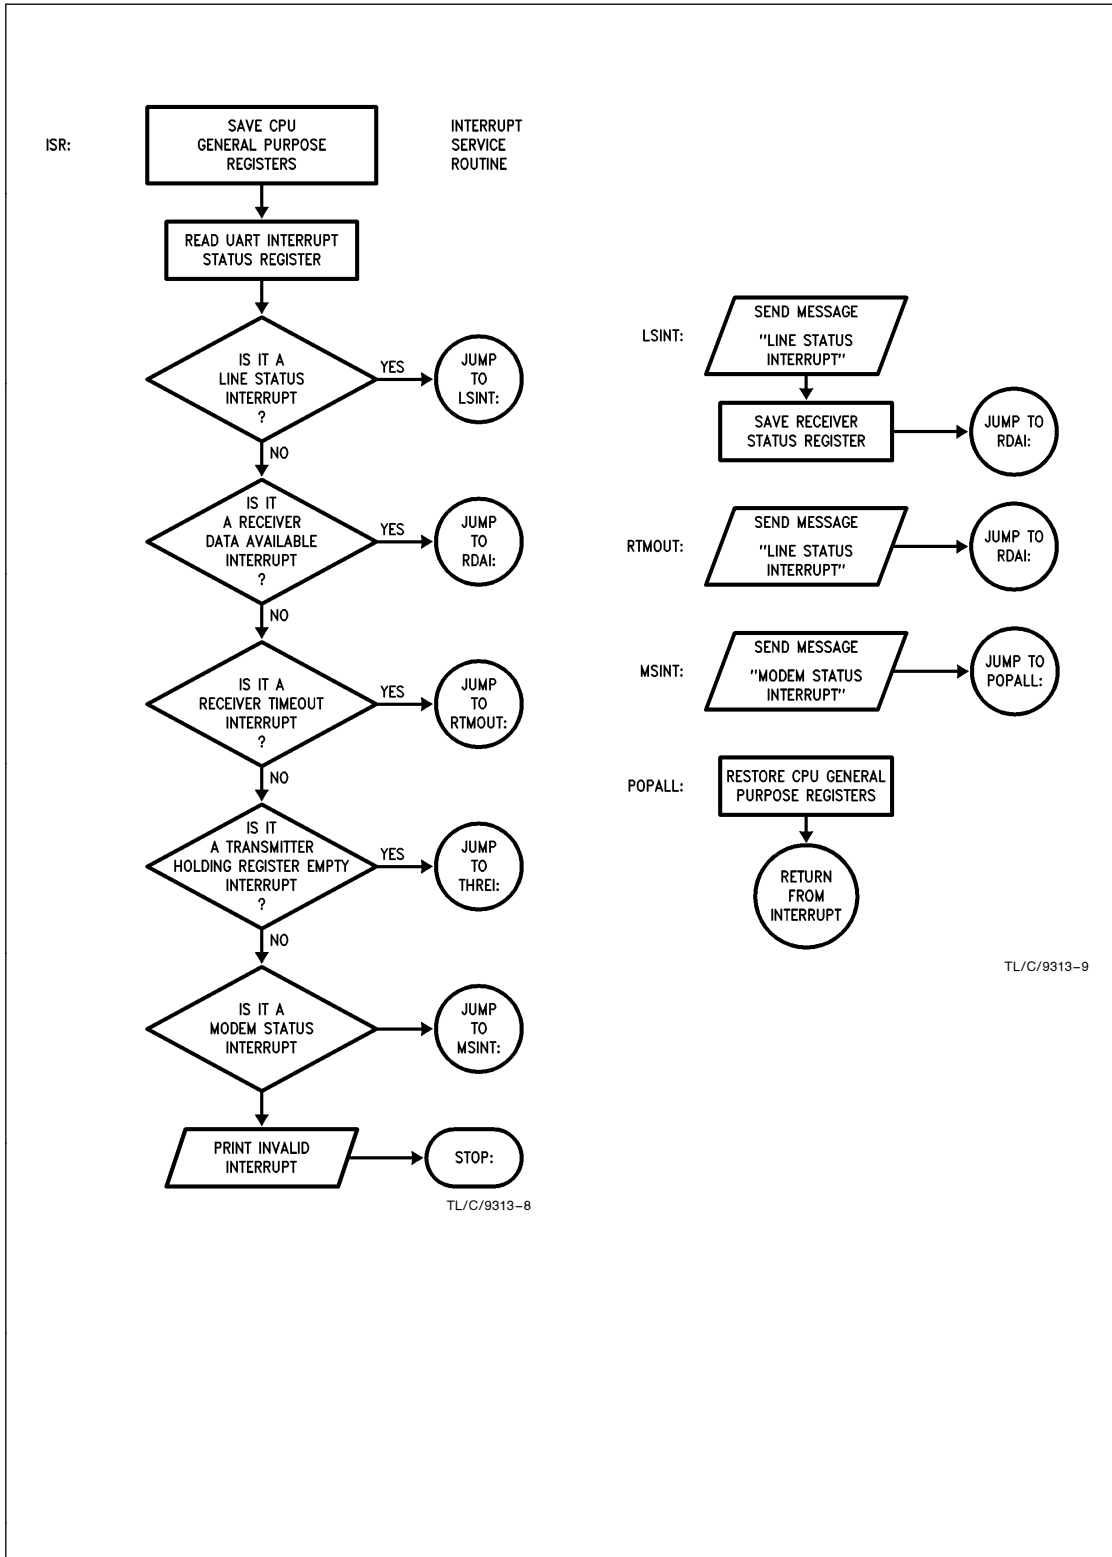 ISR:
SAVE CPU
GENERAL PURPOSE
REGISTERS
INTERRUPT
SERVICE
ROUTINE
READ UART INTERRUPT
STATUS REGISTER
IS IT A
LINE STATUS
INTERRUPT
?
YES
JUMP
TO
LSINT:
NO
IS IT
A RECEIVER
DATA AVAILABLE
INTERRUPT
?
YES
JUMP
TO
RDAI:
NO
IS IT A
RECEIVER TIMEOUT
INTERRUPT
?
YES
JUMP
TO
RTMOUT:
NO
IS IT
A TRANSMITTER
HOLDING REGISTER EMPTY
INTERRUPT
?
YES
JUMP
TO
THREI:
NO
IS IT A
MODEM STATUS
INTERRUPT
JUMP
TO
MSINT:
PRINT INVALID
INTERRUPT
STOP:
TL/C/9313–8
LSINT:
SEND MESSAGE
"LINE STATUS
INTERRUPT"
SAVE RECEIVER
STATUS REGISTER
JUMP TO
RDAI:
RTMOUT:
SEND MESSAGE
"LINE STATUS
INTERRUPT"
JUMP TO
RDAI:
MSINT:
SEND MESSAGE
"MODEM STATUS
INTERRUPT"
JUMP TO
POPALL:
POPALL:
RESTORE CPU GENERAL
PURPOSE REGISTERS
RETURN
FROM
INTERRUPT
TL/C/9313–9